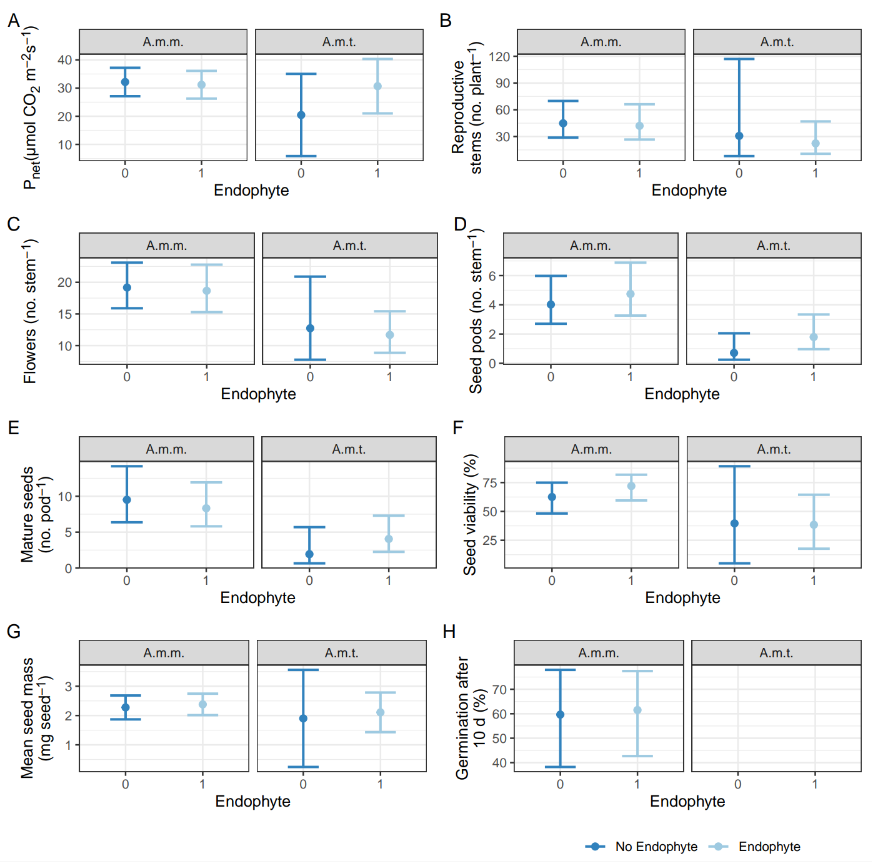 A
B
P_net(μmol CO₂ m⁻²s⁻¹)
A.m.m. A.m.t.
40
30
20
10
0 1 0 1
Endophyte
Reproductive
stems (no. plant⁻¹)
A.m.m. A.m.t.
120
90
60
30
0 1 0 1
Endophyte
C
D
Flowers (no. stem⁻¹)
A.m.m. A.m.t.
20
15
10
0 1 0 1
Endophyte
Seed pods (no. stem⁻¹)
A.m.m. A.m.t.
6
4
2
0
0 1 0 1
Endophyte
E
F
Mature seeds
(no. pod⁻¹)
A.m.m. A.m.t.
10
5
0
0 1 0 1
Endophyte
Seed viability (%)
A.m.m. A.m.t.
75
50
25
0 1 0 1
Endophyte
G
H
Mean seed mass
(mg seed⁻¹)
A.m.m. A.m.t.
3
2
1
0 1 0 1
Endophyte
Germination after
10 d (%)
A.m.m. A.m.t.
70
60
50
40
0 1 0 1
Endophyte
No Endophyte Endophyte